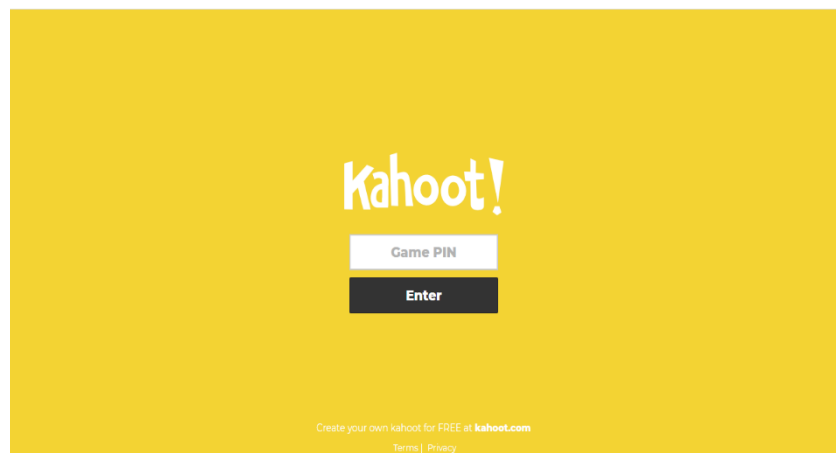 Kahoot!
Game PIN
Enter
Create your own kahoot for FREE at kahoot.com
Terms | Privacy